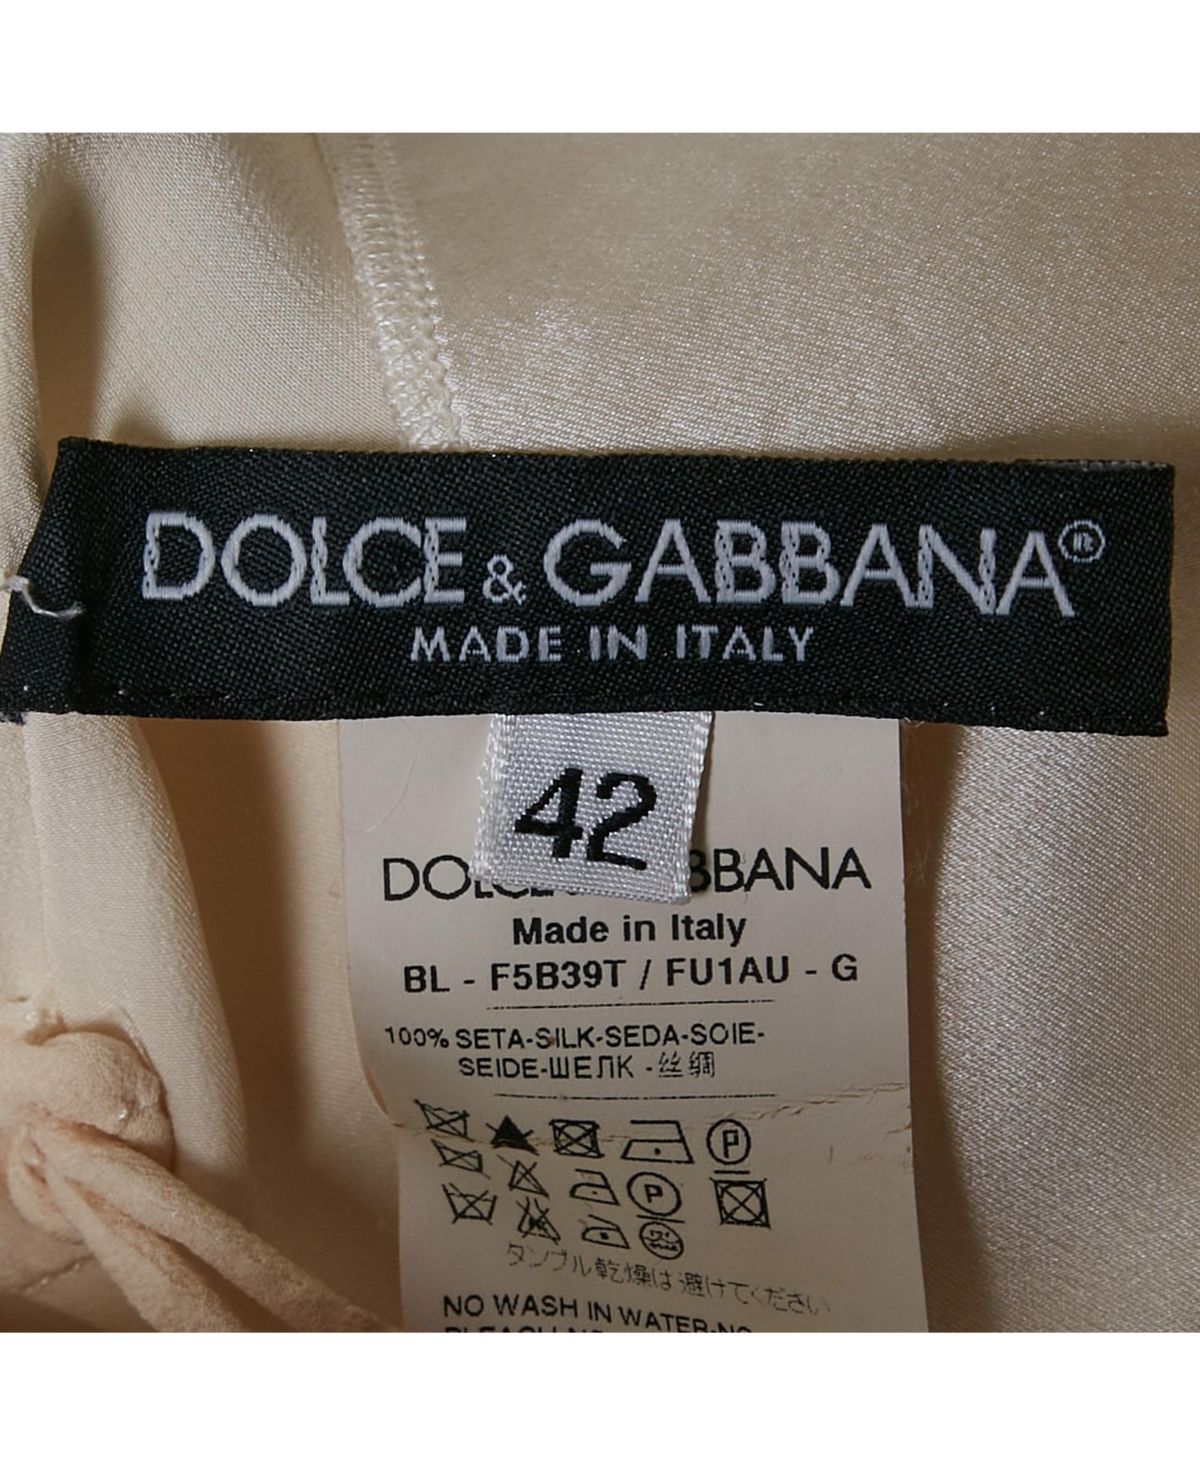 DOLCE & GABBANA®
MADE IN ITALY
42
Made in Italy
BL - F5B39T / FU1AU - G
100% SETA-SILK-SEDA-SOIE-
SEIDE-ШЕЛК -丝绸
タンブル乾燥は避けてください
NO WASH IN WATER-NO